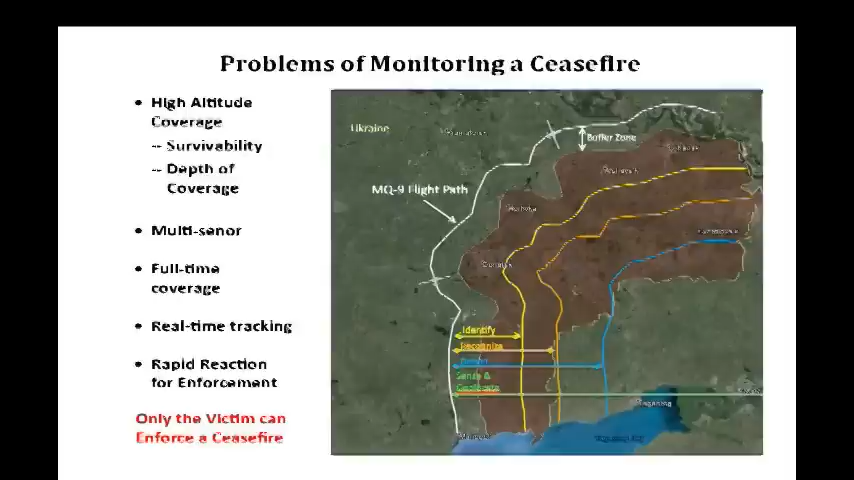 Problems of Monitoring a Ceasefire
• High Altitude
Coverage
-- Survivability
-- Depth of
Coverage
• Multi-senor
• Full-time
coverage
• Real-time tracking
• Rapid Reaction
for Enforcement
Only the Victim can
Enforce a Ceasefire
Ukraine
Buffer Zone
MQ-9 Flight Path
Identify
Recognize
Sense &